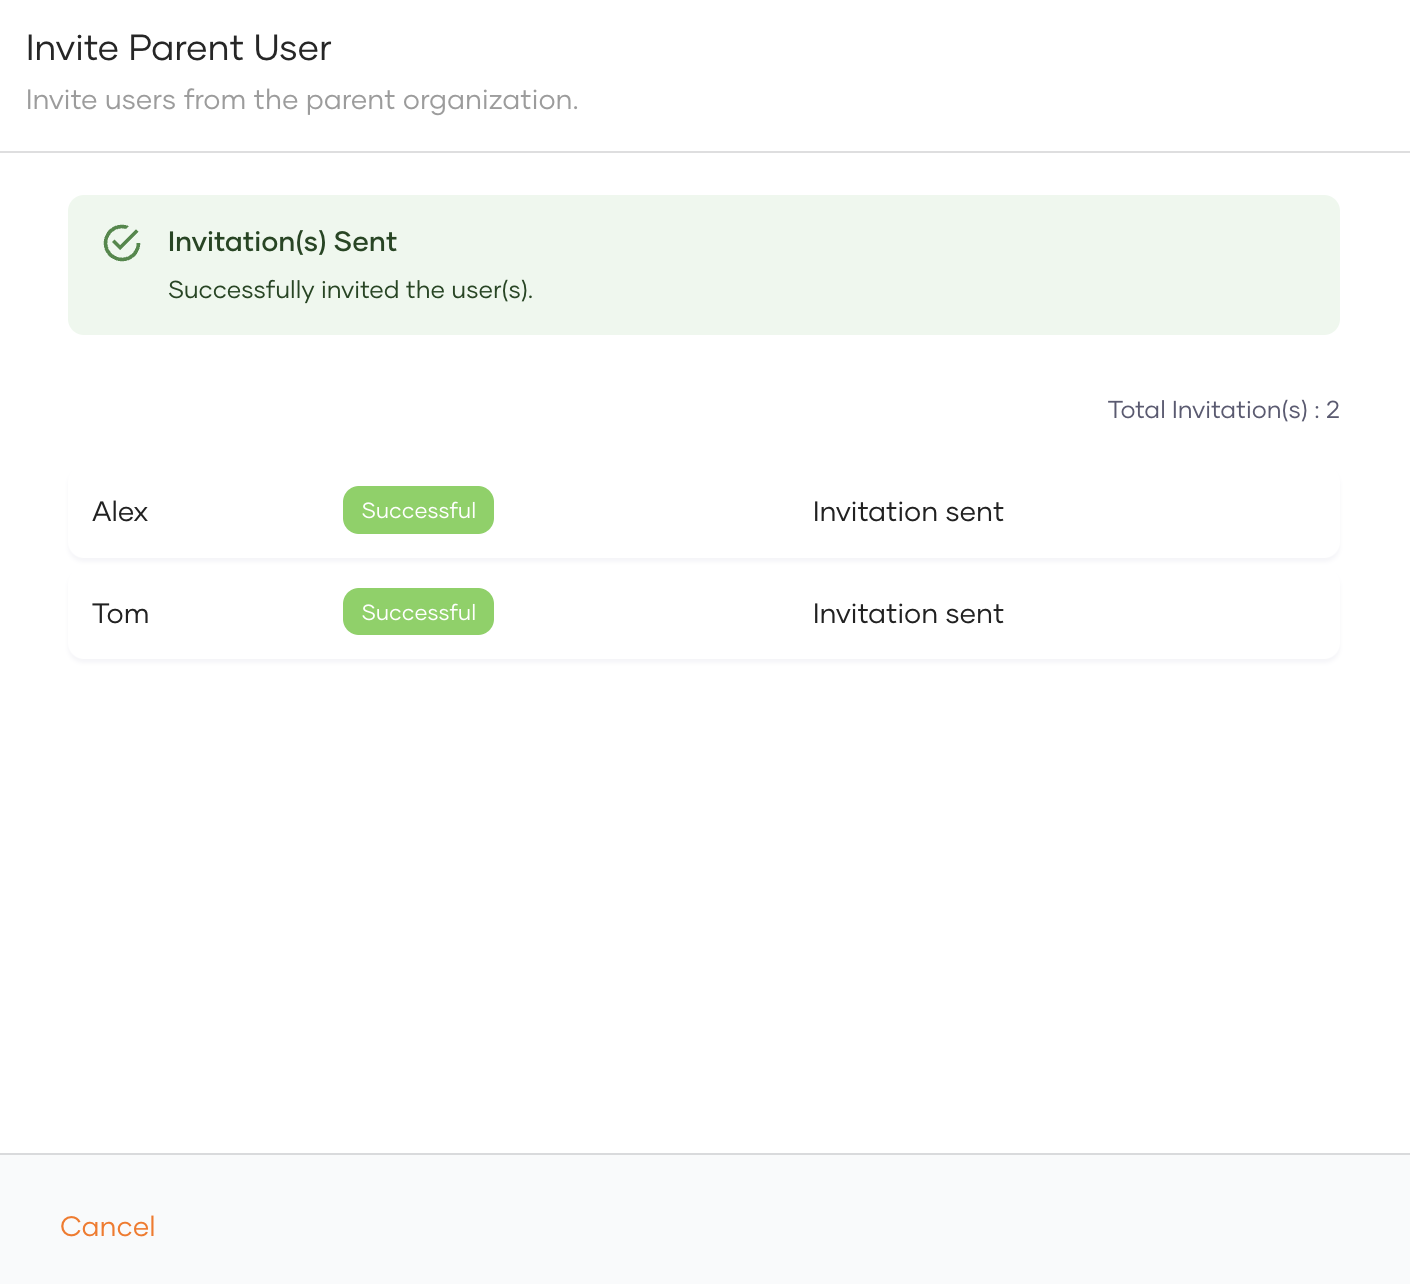 Invite Parent User
Invite users from the parent organization.
Invitation(s) Sent
Successfully invited the user(s).
Total Invitation(s) : 2
Alex Successful Invitation sent
Tom Successful Invitation sent
Cancel